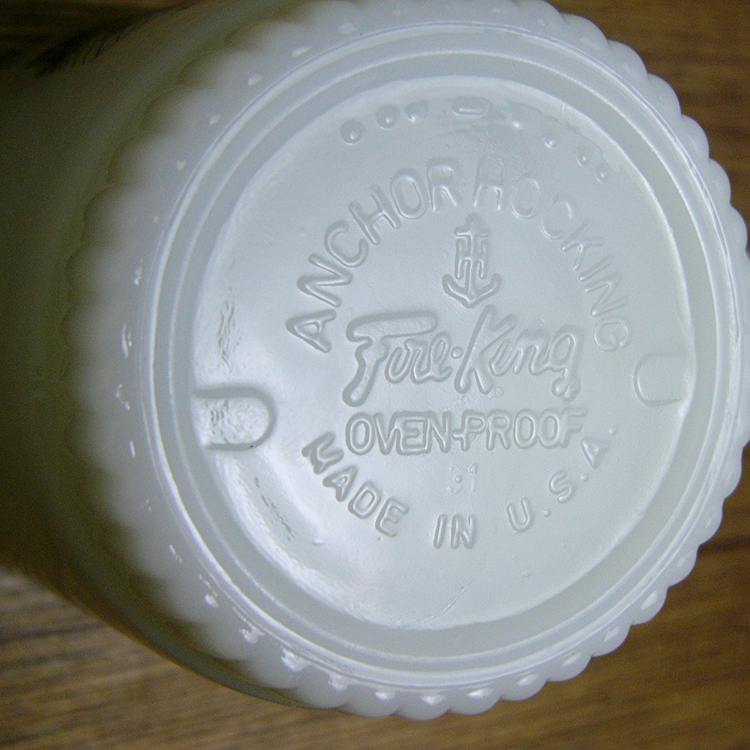 ANCHOR HOCKING
Fire-King
OVEN-PROOF
MADE IN U.S.A.